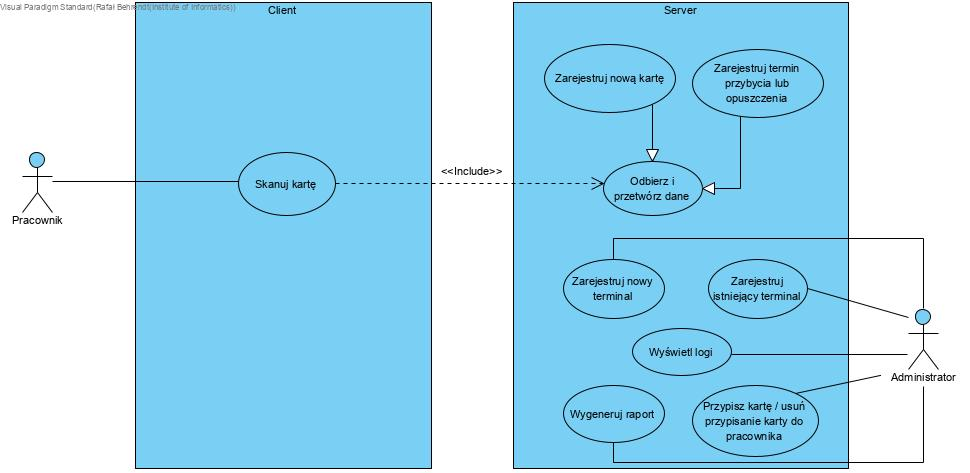 Visual Paradigm Standard(Rafał Behrendt(Institute of Informatics))
Client
Server
Zarejestruj nową kartę
Zarejestruj termin
przybycia lub
opuszczenia
<<Include>>
Skanuj kartę
Odbierz i
przetwórz dane
Pracownik
Zarejestruj nowy
terminal
Zarejestruj
istniejący terminal
Wyświetl logi
Administrator
Wygeneruj raport
Przypisz kartę / usuń
przypisanie karty do
pracownika